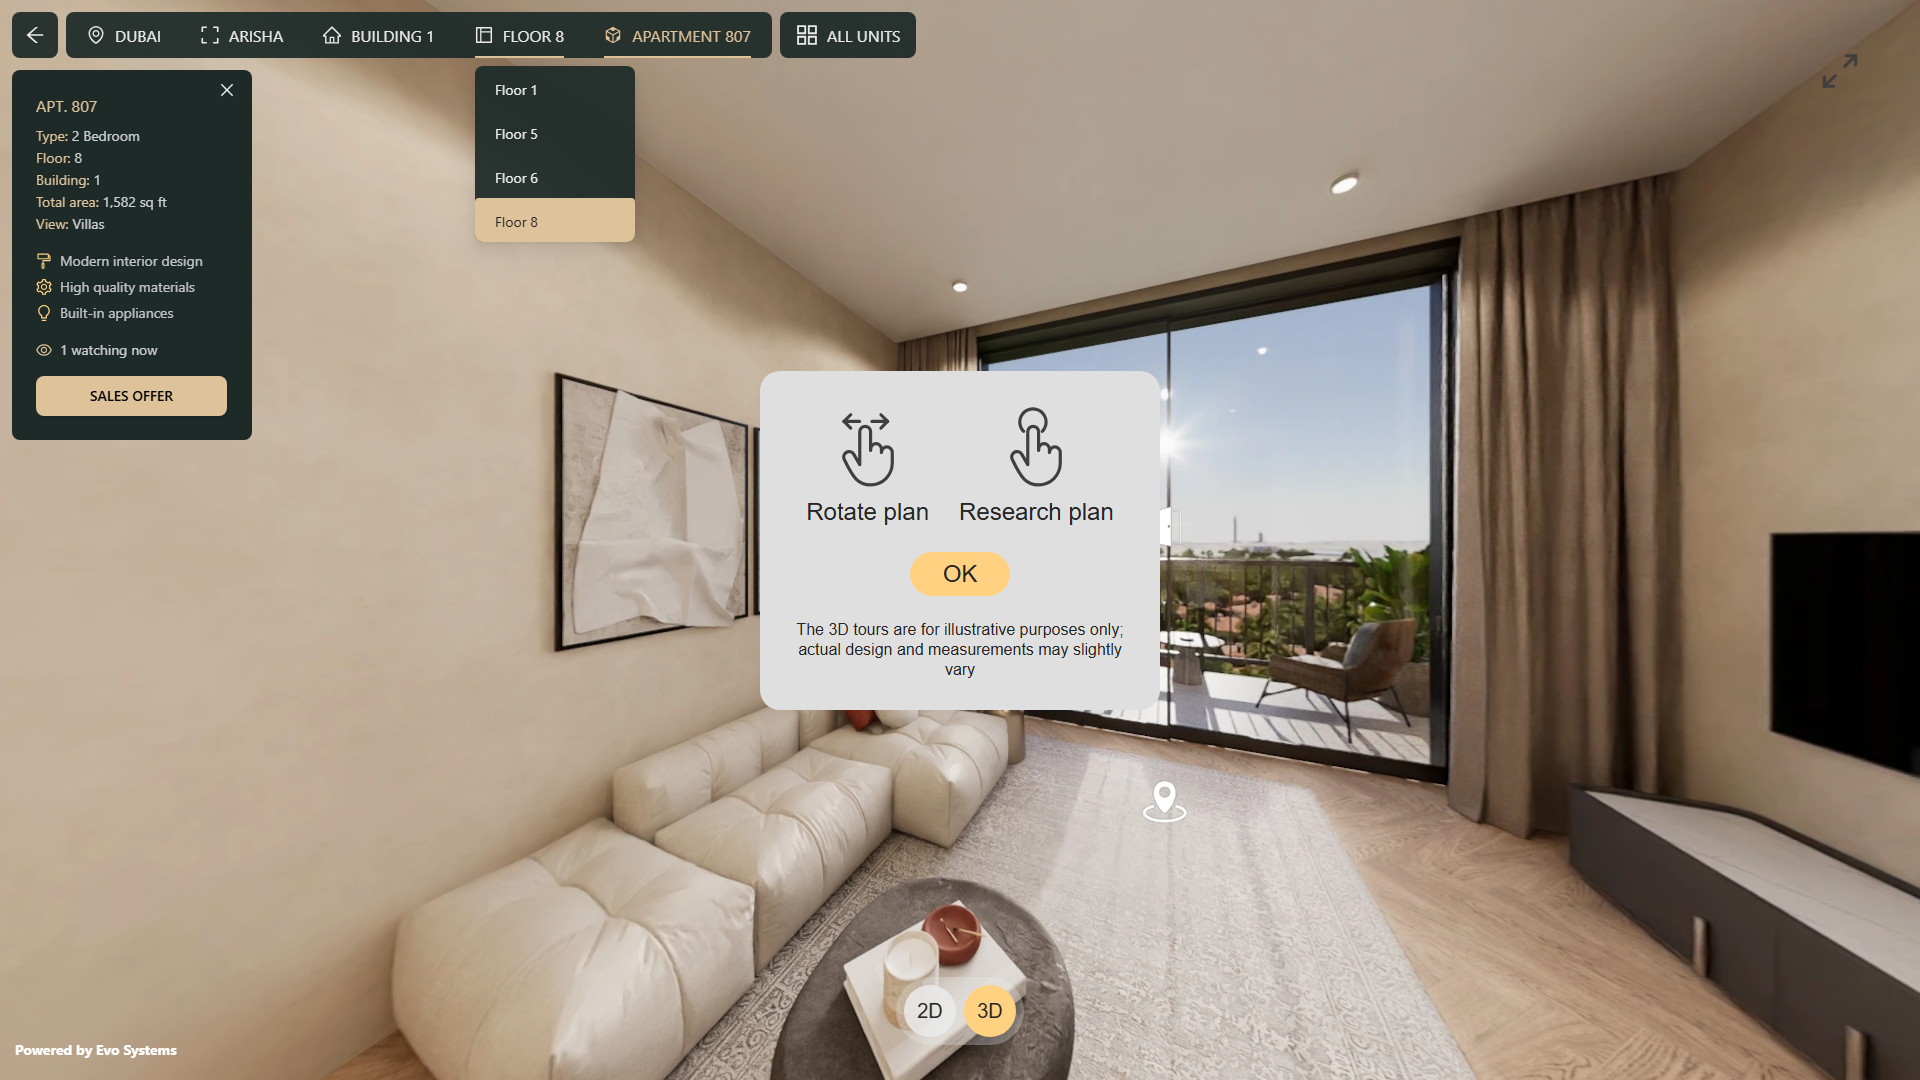 DUBAI
ARISHA
BUILDING 1
FLOOR 8
APARTMENT 807
ALL UNITS
Floor 1
Floor 5
Floor 6
Floor 8
APT. 807
Type: 2 Bedroom
Floor: 8
Building: 1
Total area: 1,582 sq ft
View: Villas
Modern interior design
High quality materials
Built-in appliances
1 watching now
SALES OFFER
Rotate plan
Research plan
OK
The 3D tours are for illustrative purposes only;
actual design and measurements may slightly
vary
2D
3D
Powered by Evo Systems